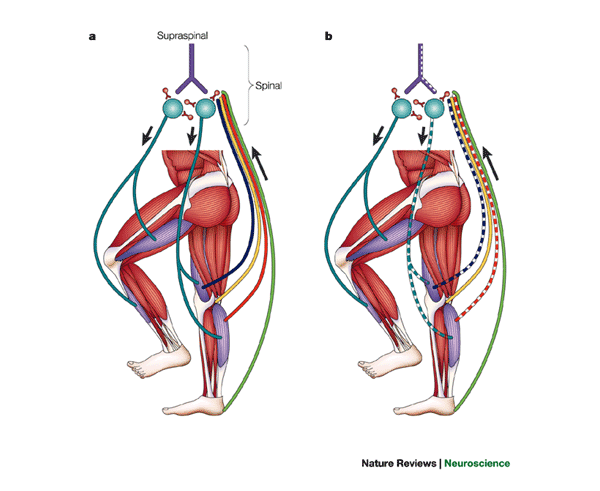 a
Supraspinal
Spinal
b
Nature Reviews | Neuroscience